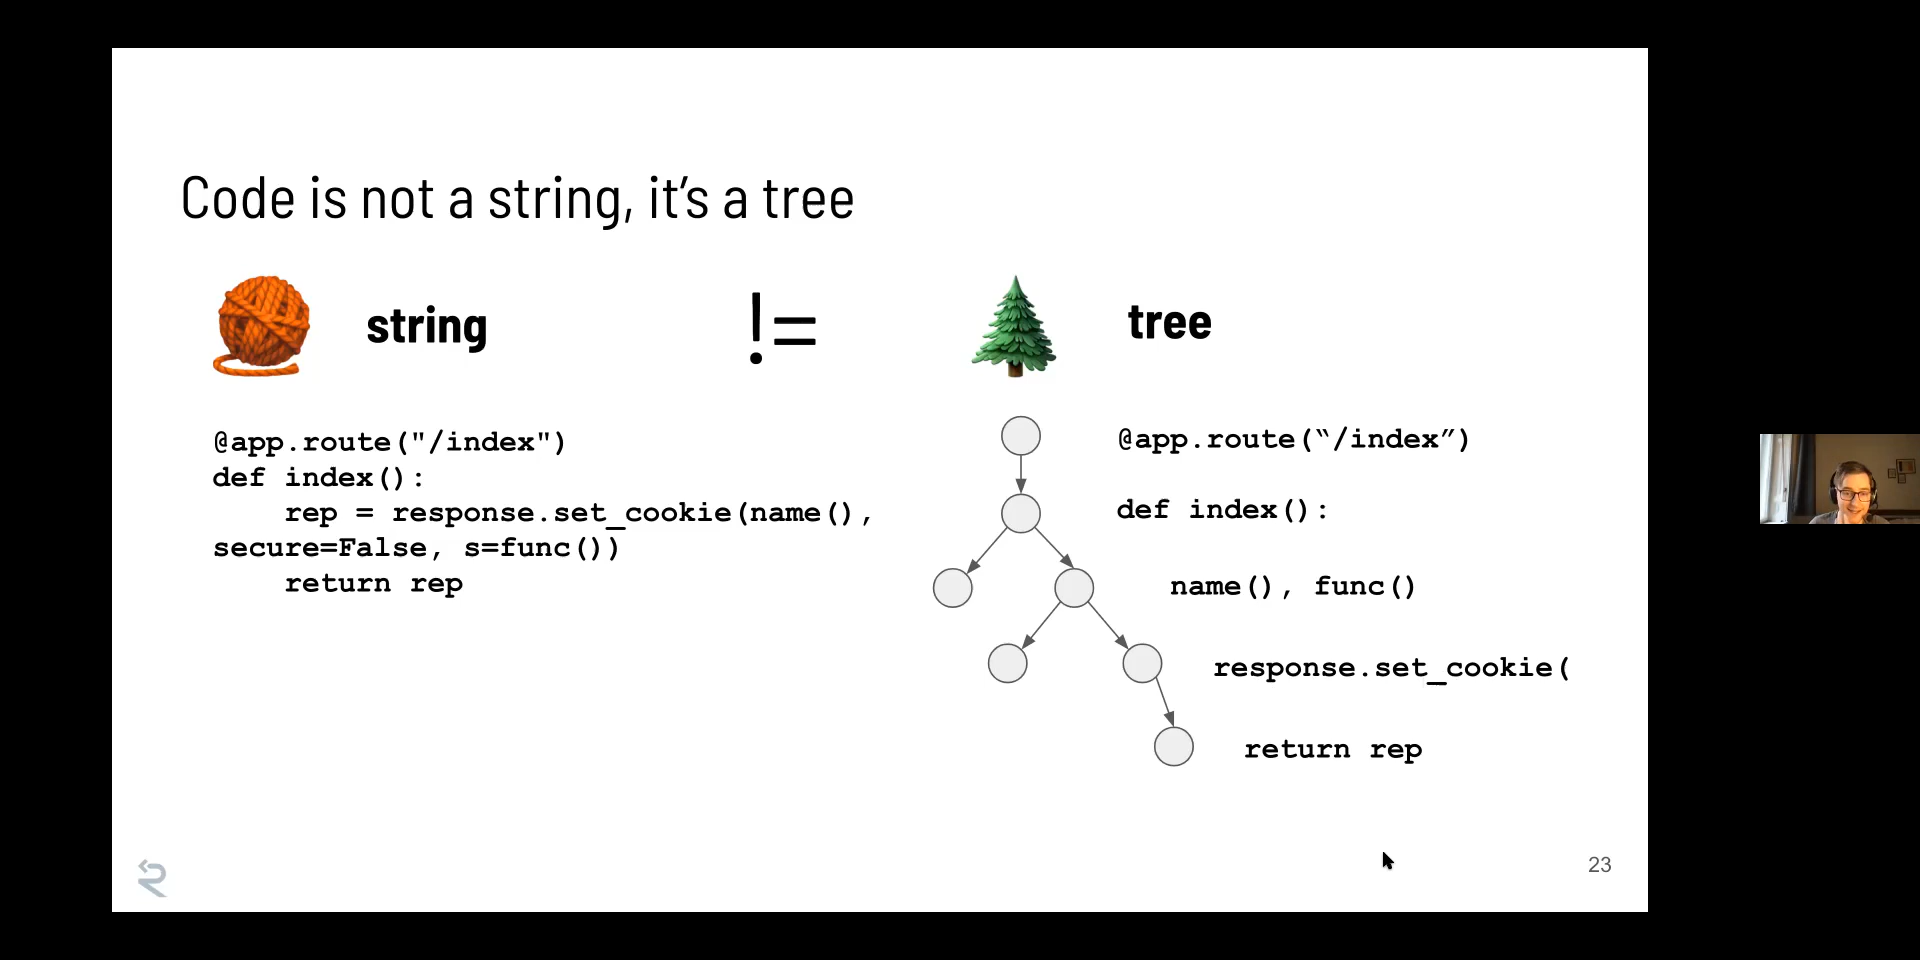 Code is not a string, it’s a tree
string
!=
tree
@app.route("/index")
def index():
    rep = response.set_cookie(name(),
secure=False, s=func())
    return rep
@app.route(“/index”)
def index():
name(), func()
response.set_cookie(
return rep
23